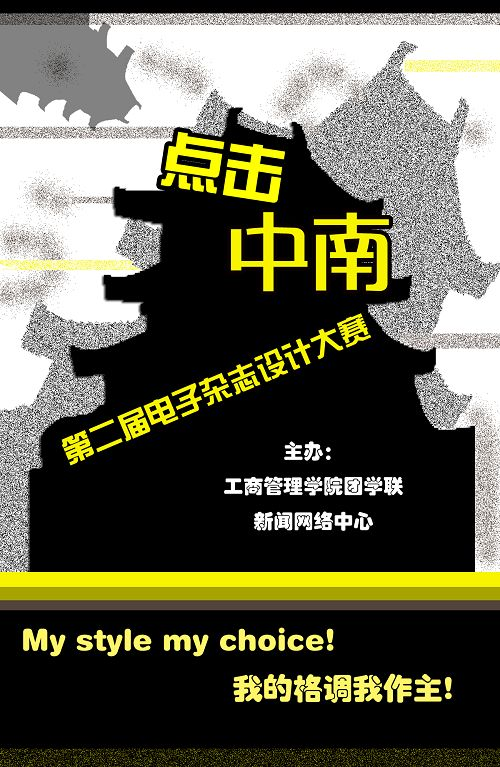 点击
中南
第二届电子杂志设计大赛
主办：
工商管理学院团学联
新闻网络中心
My style my choice!
我的格调我作主!